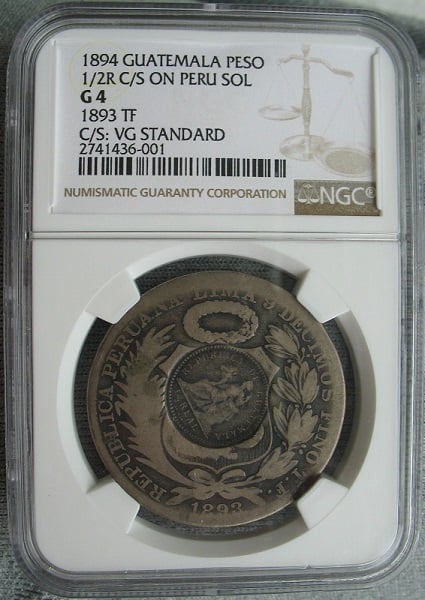 1894 GUATEMALA PESO
1/2R C/S ON PERU SOL
G 4
1893 TF
C/S: VG STANDARD
2741436-001
NUMISMATIC GUARANTY CORPORATION
NGC®
REPUBLICA PERUANA LIMA 9 DECIMOS FINO. T.F.
1893